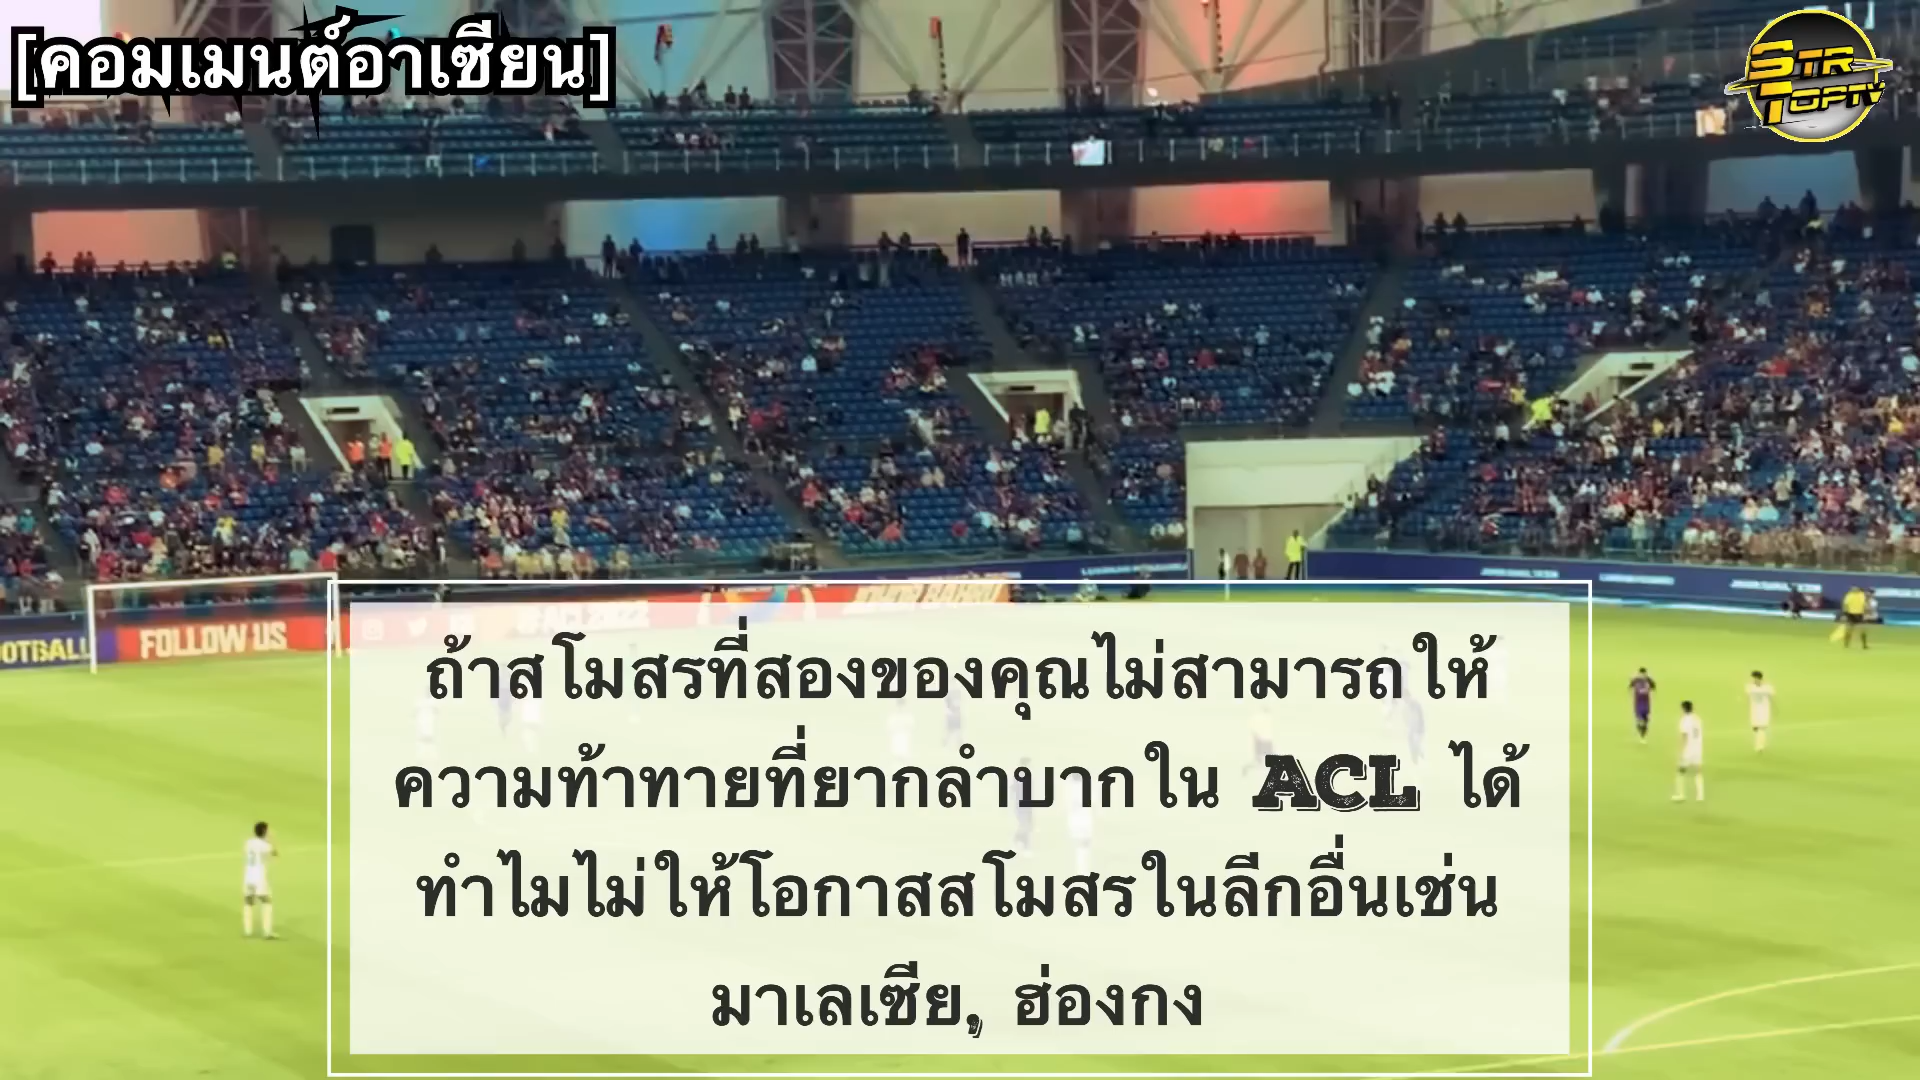 [คอมเมนต์อาเซียน]
STR
TOPTV
OOTBALL
FOLLOW US
#ACL2022
JOHOR BAHRU
ถ้าสโมสรที่สองของคุณไม่สามารถให้
ความท้าทายที่ยากลำบากใน ACL ได้
ทำไมไม่ให้โอกาสสโมสรในลีกอื่นเช่น
มาเลเซีย, ฮ่องกง